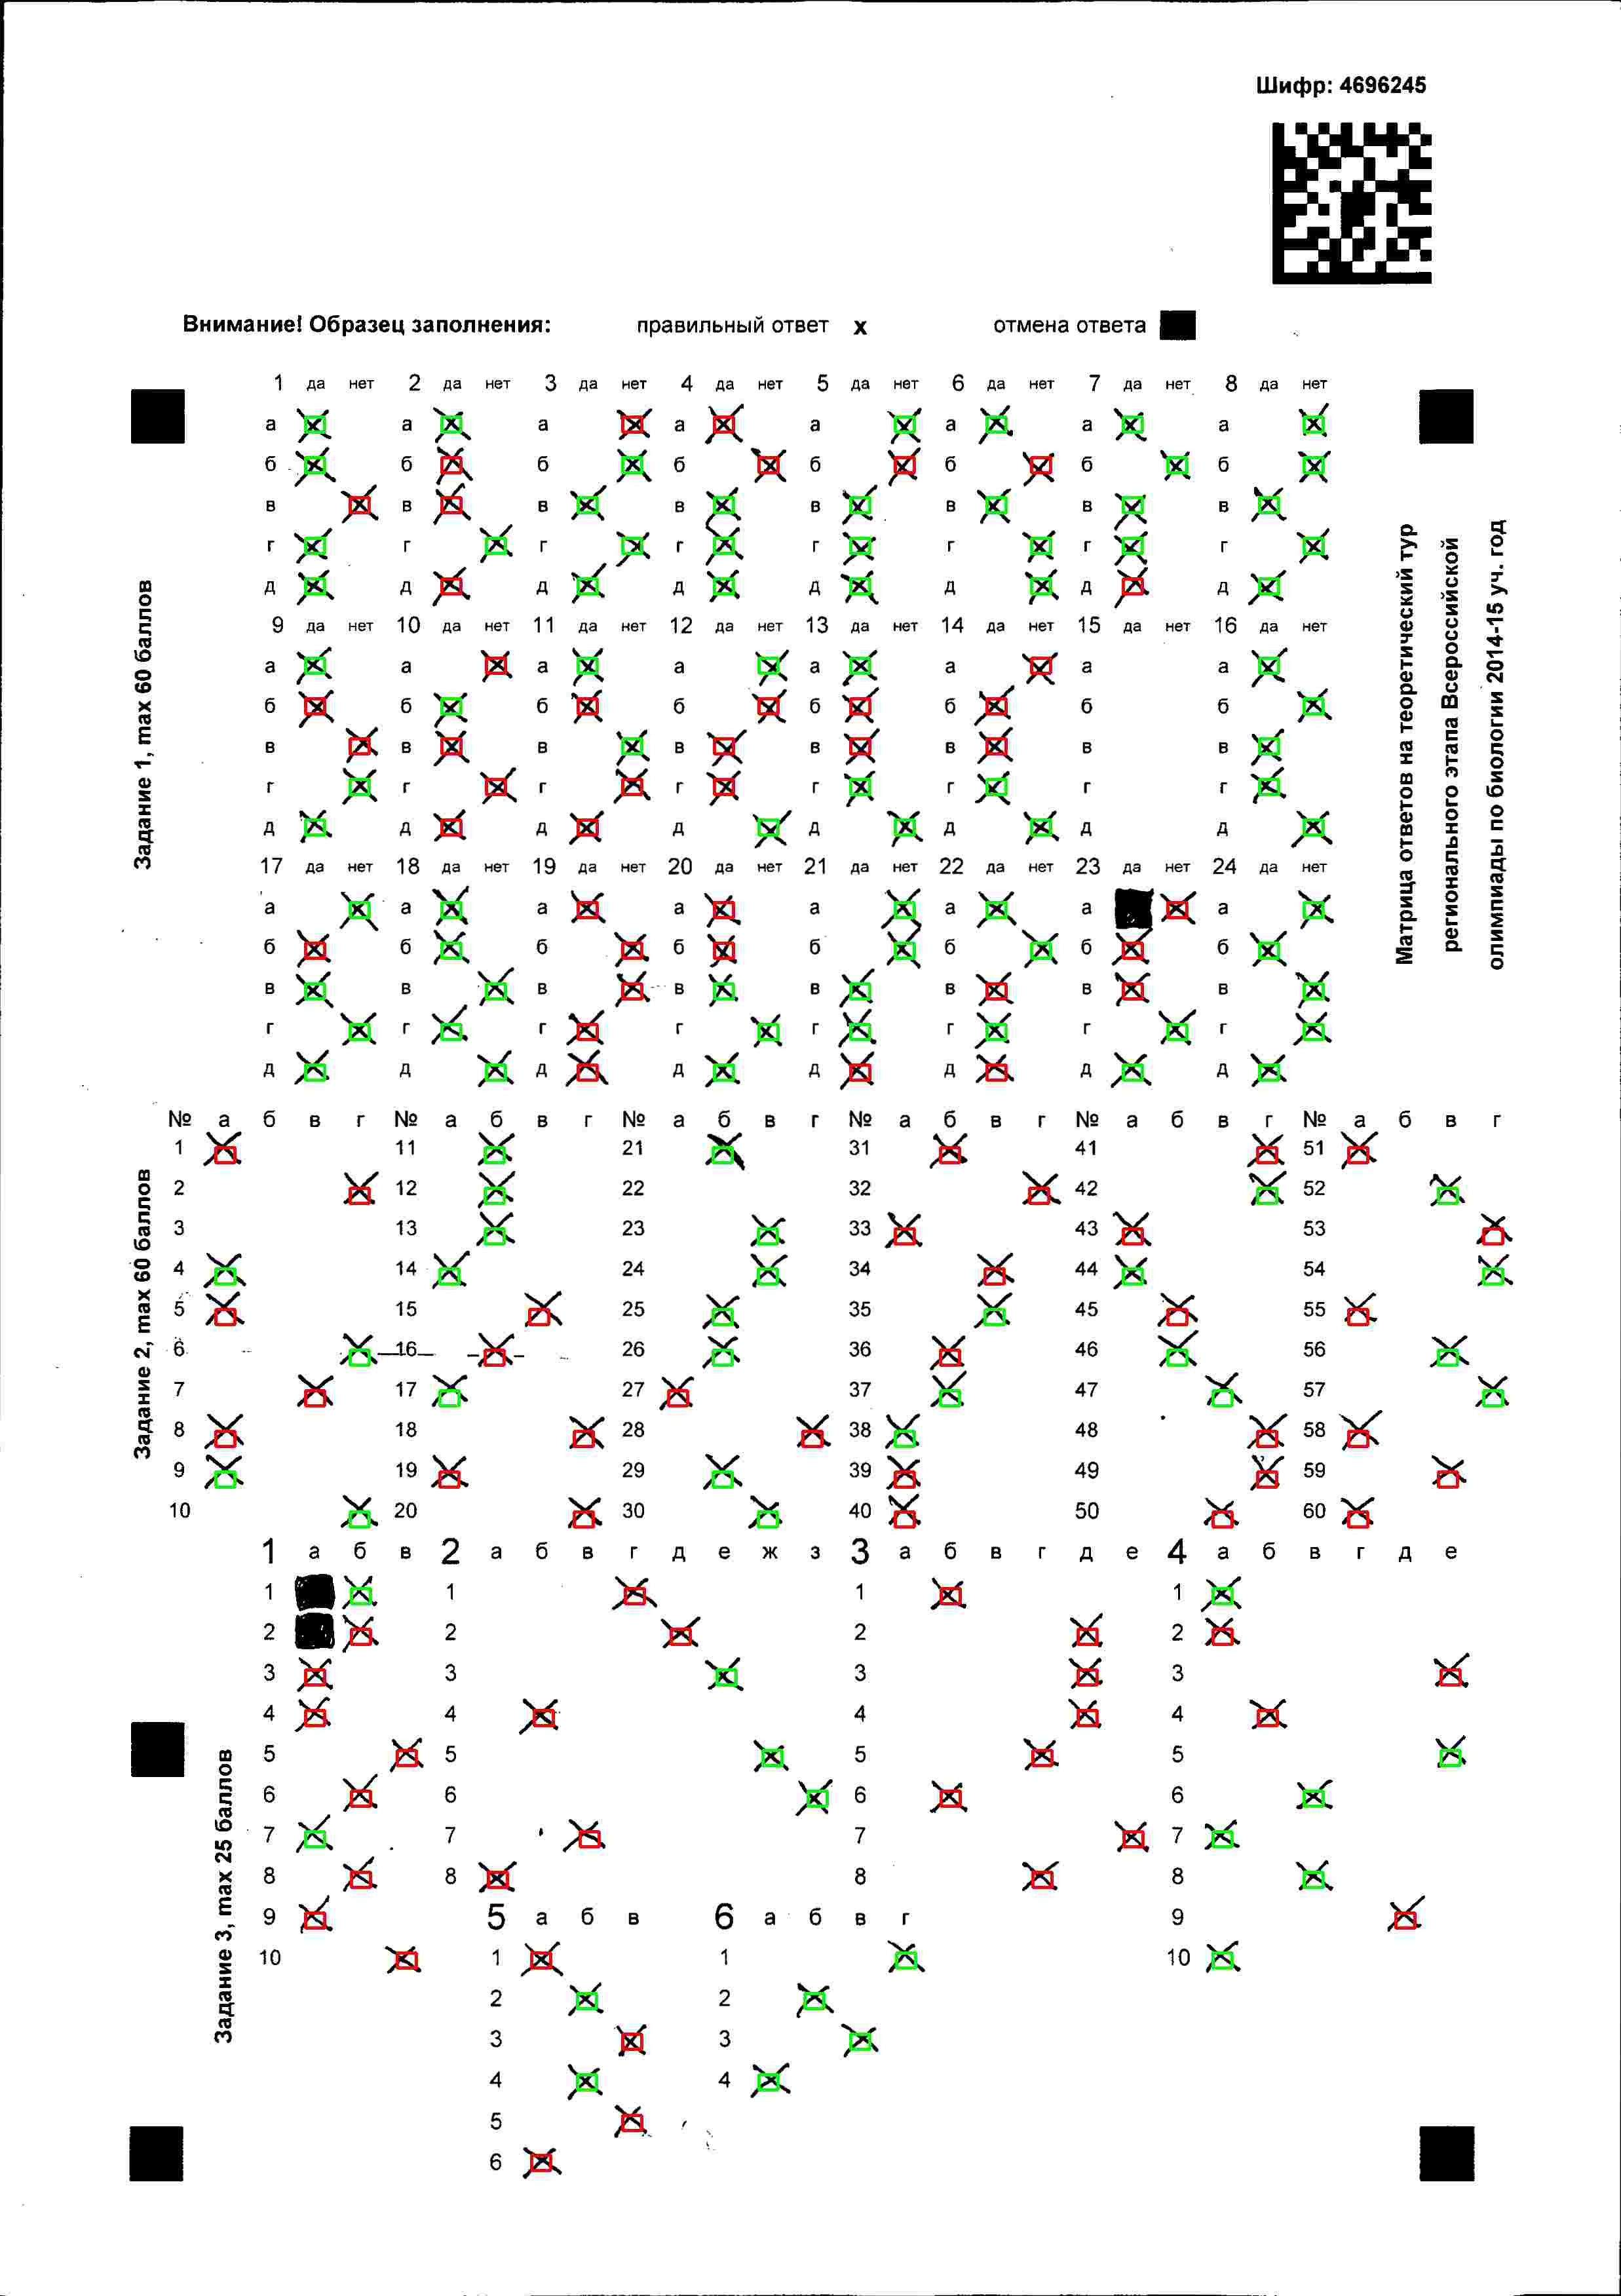 Шифр: 4696245
Внимание! Образец заполнения: правильный ответ x отмена ответа
1 да нет 2 да нет 3 да нет 4 да нет 5 да нет 6 да нет 7 да нет 8 да нет
а а а а а а а а
б б б б б б б б
в в в в в в в в
г г г г г г г г
д д д д д д д д
9 да нет 10 да нет 11 да нет 12 да нет 13 да нет 14 да нет 15 да нет 16 да нет
а а а а а а а а
б б б б б б б б
в в в в в в в в
г г г г г г г г
д д д д д д д д
17 да нет 18 да нет 19 да нет 20 да нет 21 да нет 22 да нет 23 да нет 24 да нет
а а а а а а а а
б б б б б б б б
в в в в в в в в
г г г г г г г г
д д д д д д д д
Задание 1, max 60 баллов
Матрица ответов на теоретический тур
регионального этапа Всероссийской
олимпиады по биологии 2014-15 уч. год
№ а б в г № а б в г № а б в г № а б в г № а б в г № а б в г
1 11 21 31 41 51
2 12 22 32 42 52
3 13 23 33 43 53
4 14 24 34 44 54
5 15 25 35 45 55
6 16 26 36 46 56
7 17 27 37 47 57
8 18 28 38 48 58
9 19 29 39 49 59
10 20 30 40 50 60
Задание 2, max 60 баллов
1 а б в 2 а б в г д е ж з 3 а б в г д е 4 а б в г д е
1 1 1 1
2 2 2 2
3 3 3 3
4 4 4 4
5 5 5 5
6 6 6 6
7 7 7 7
8 8 8 8
9 5 а б в 6 а б в г 9
10 1 1 10
2 2
3 3
4 4
5
6
Задание 3, max 25 баллов